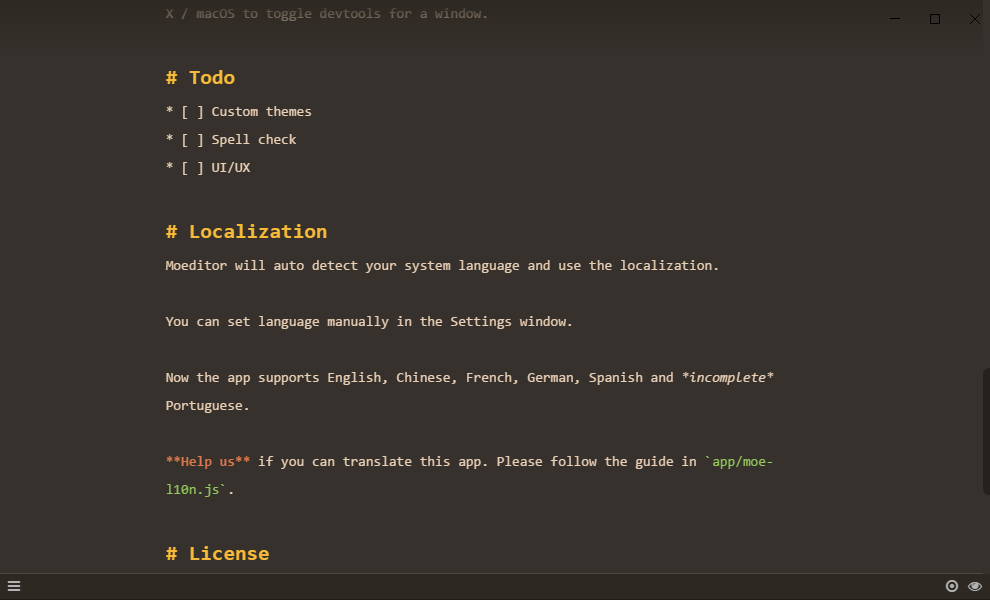 X / macOS to toggle devtools for a window.
# Todo
* [ ] Custom themes
* [ ] Spell check
* [ ] UI/UX
# Localization
Moeditor will auto detect your system language and use the localization.
You can set language manually in the Settings window.
Now the app supports English, Chinese, French, German, Spanish and *incomplete*
Portuguese.
**Help us** if you can translate this app. Please follow the guide in `app/moe-
l10n.js`.
# License